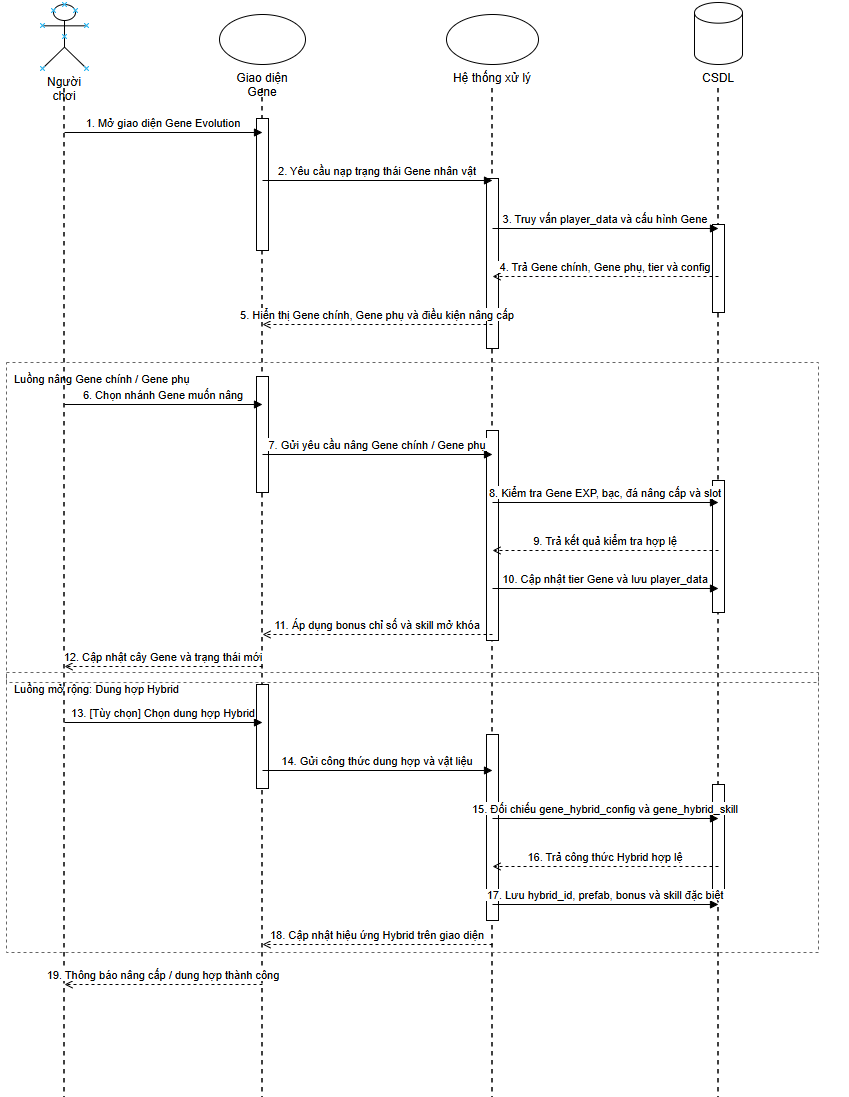 Người
chơi
Giao diện
Gene
Hệ thống xử lý
CSDL
1. Mở giao diện Gene Evolution
2. Yêu cầu nạp trạng thái Gene nhân vật
3. Truy vấn player_data và cấu hình Gene
4. Trả Gene chính, Gene phụ, tier và config
5. Hiển thị Gene chính, Gene phụ và điều kiện nâng cấp
Luồng nâng Gene chính / Gene phụ
6. Chọn nhánh Gene muốn nâng
7. Gửi yêu cầu nâng Gene chính / Gene phụ
8. Kiểm tra Gene EXP, bạc, đá nâng cấp và slot
9. Trả kết quả kiểm tra hợp lệ
10. Cập nhật tier Gene và lưu player_data
11. Áp dụng bonus chỉ số và skill mở khóa
12. Cập nhật cây Gene và trạng thái mới
Luồng mở rộng: Dung hợp Hybrid
13. [Tùy chọn] Chọn dung hợp Hybrid
14. Gửi công thức dung hợp và vật liệu
15. Đối chiếu gene_hybrid_config và gene_hybrid_skill
16. Trả công thức Hybrid hợp lệ
17. Lưu hybrid_id, prefab, bonus và skill đặc biệt
18. Cập nhật hiệu ứng Hybrid trên giao diện
19. Thông báo nâng cấp / dung hợp thành công